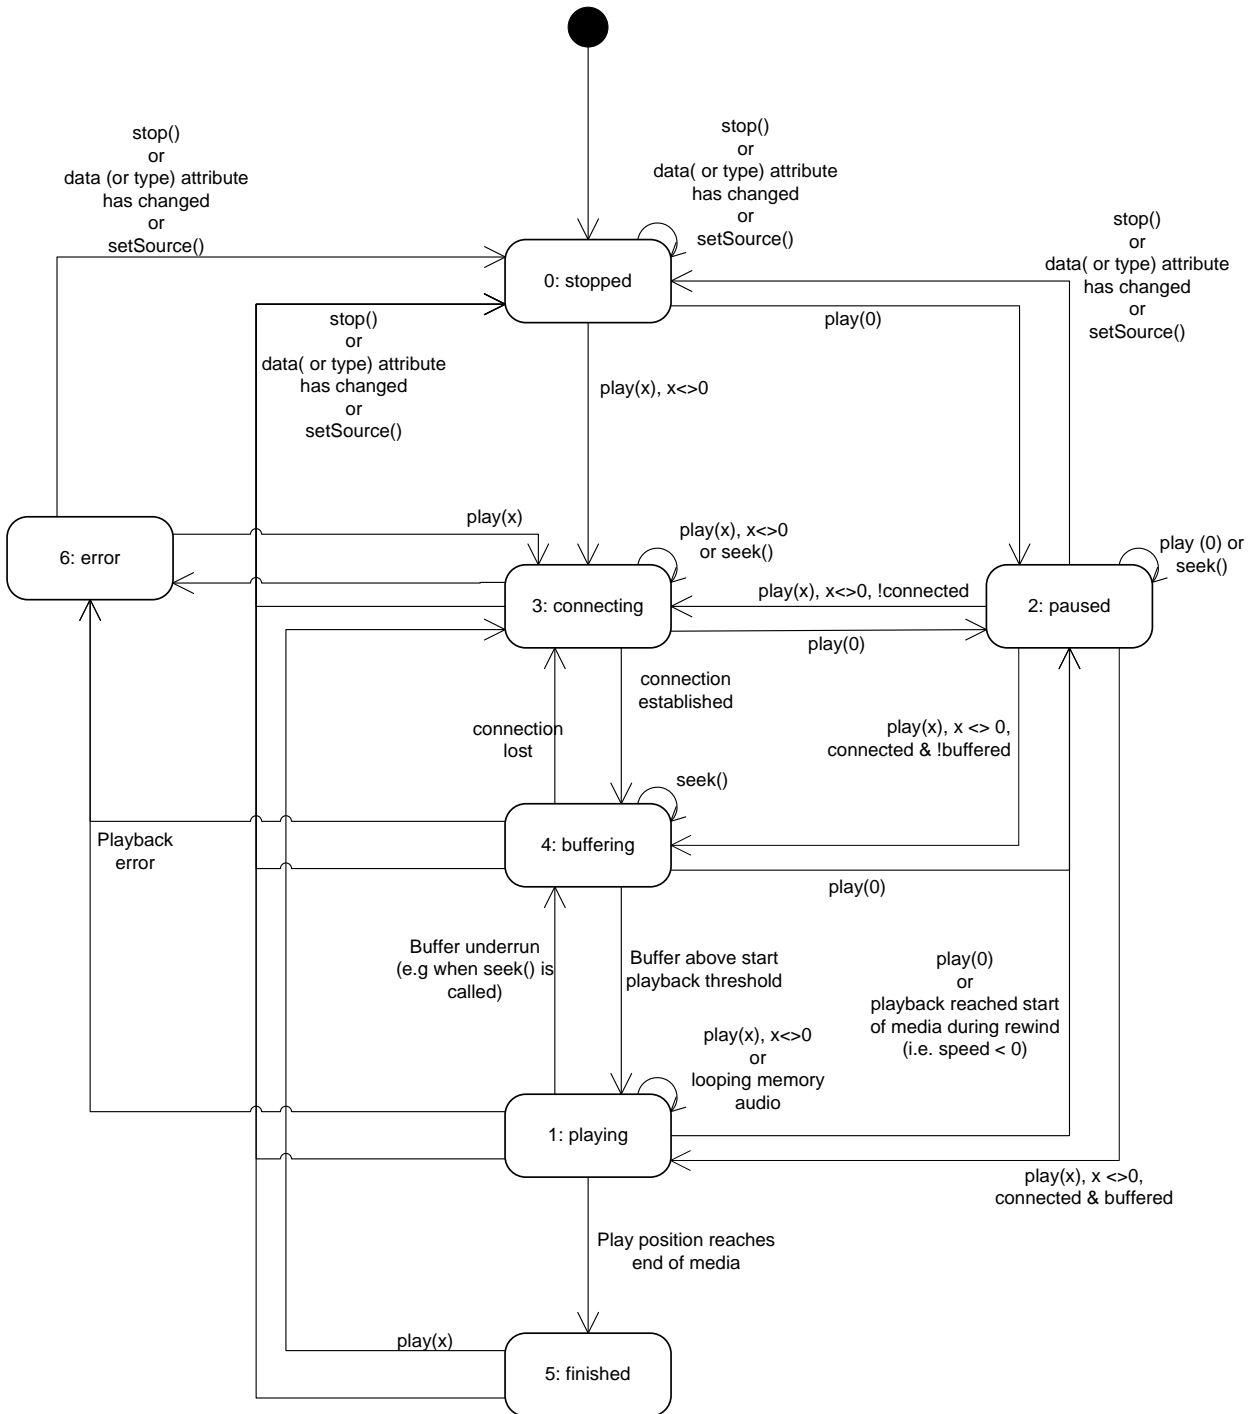 stop()
or
data (or type) attribute
has changed
or
setSource()
stop()
or
data( or type) attribute
has changed
or
setSource()
stop()
or
data( or type) attribute
has changed
or
setSource()
0: stopped
play(0)
stop()
or
data( or type) attribute
has changed
or
setSource()
play(x), x<>0
play(x)
play(x), x<>0
or seek()
play (0) or
seek()
6: error
3: connecting
play(x), x<>0, !connected
2: paused
play(0)
connection
established
connection
lost
play(x), x <> 0,
connected & !buffered
seek()
Playback
error
4: buffering
play(0)
Buffer underrun
(e.g when seek() is
called)
Buffer above start
playback threshold
play(0)
or
playback reached start
of media during rewind
(i.e. speed < 0)
play(x), x<>0
or
looping memory
audio
1: playing
play(x), x <>0,
connected & buffered
Play position reaches
end of media
play(x)
5: finished